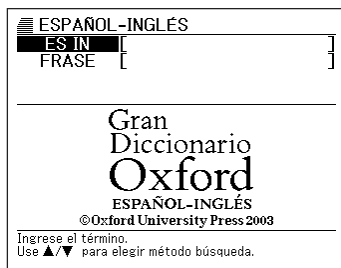 ESPAÑOL-INGLÉS
ES IN [ ]
FRASE [ ]
Gran
Diccionario
Oxford
ESPAÑOL-INGLÉS
©Oxford University Press 2003
Ingrese el término.
Use ▲/▼ para elegir método búsqueda.